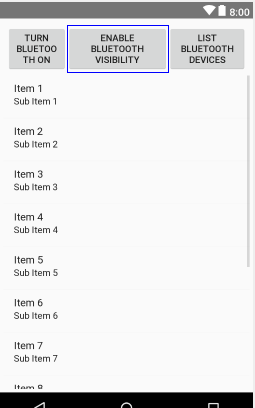 8:00
TURN
BLUETOO
TH ON
ENABLE
BLUETOOTH
VISIBILITY
LIST
BLUETOOTH
DEVICES
Item 1
Sub Item 1
Item 2
Sub Item 2
Item 3
Sub Item 3
Item 4
Sub Item 4
Item 5
Sub Item 5
Item 6
Sub Item 6
Item 7
Sub Item 7
Item 8